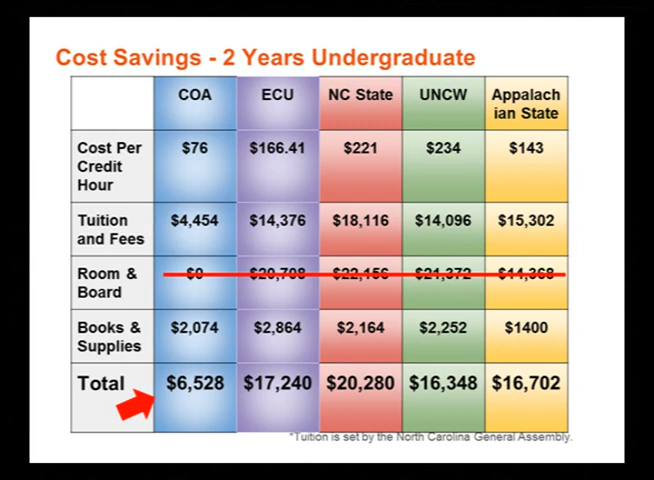 Cost Savings - 2 Years Undergraduate
COA ECU NC State UNCW Appalach
ian State
Cost Per $76 $166.41 $221 $234 $143
Credit
Hour
Tuition $4,454 $14,376 $18,116 $14,096 $15,302
and Fees
Room & $0 $20,708 $22,156 $21,372 $14,368
Board
Books & $2,074 $2,864 $2,164 $2,252 $1400
Supplies
Total $6,528 $17,240 $20,280 $16,348 $16,702
*Tuition is set by the North Carolina General Assembly.